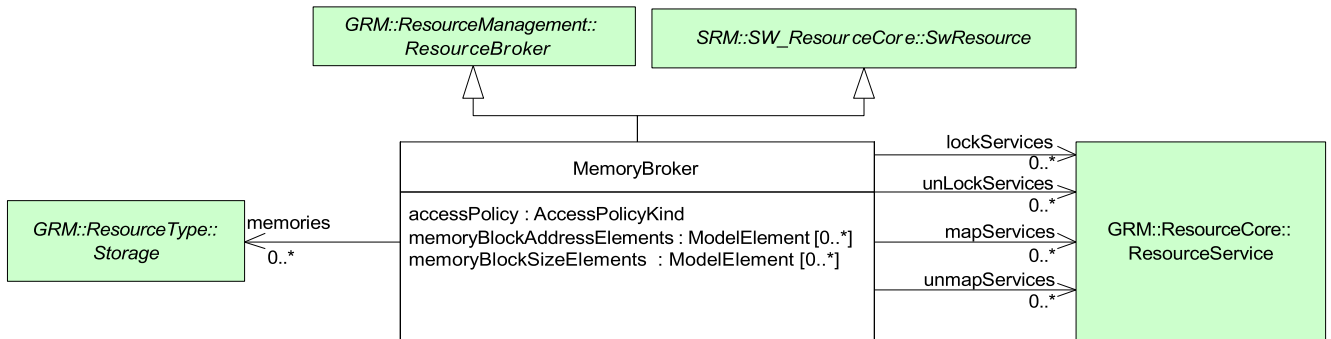 GRM::ResourceManagement::
ResourceBroker
SRM::SW_ResourceCore::SwResource
MemoryBroker
accessPolicy : AccessPolicyKind
memoryBlockAddressElements : ModelElement [0..*]
memoryBlockSizeElements : ModelElement [0..*]
GRM::ResourceType::
Storage
memories
0..*
lockServices
0..*
unLockServices
0..*
mapServices
0..*
unmapServices
0..*
GRM::ResourceCore::
ResourceService